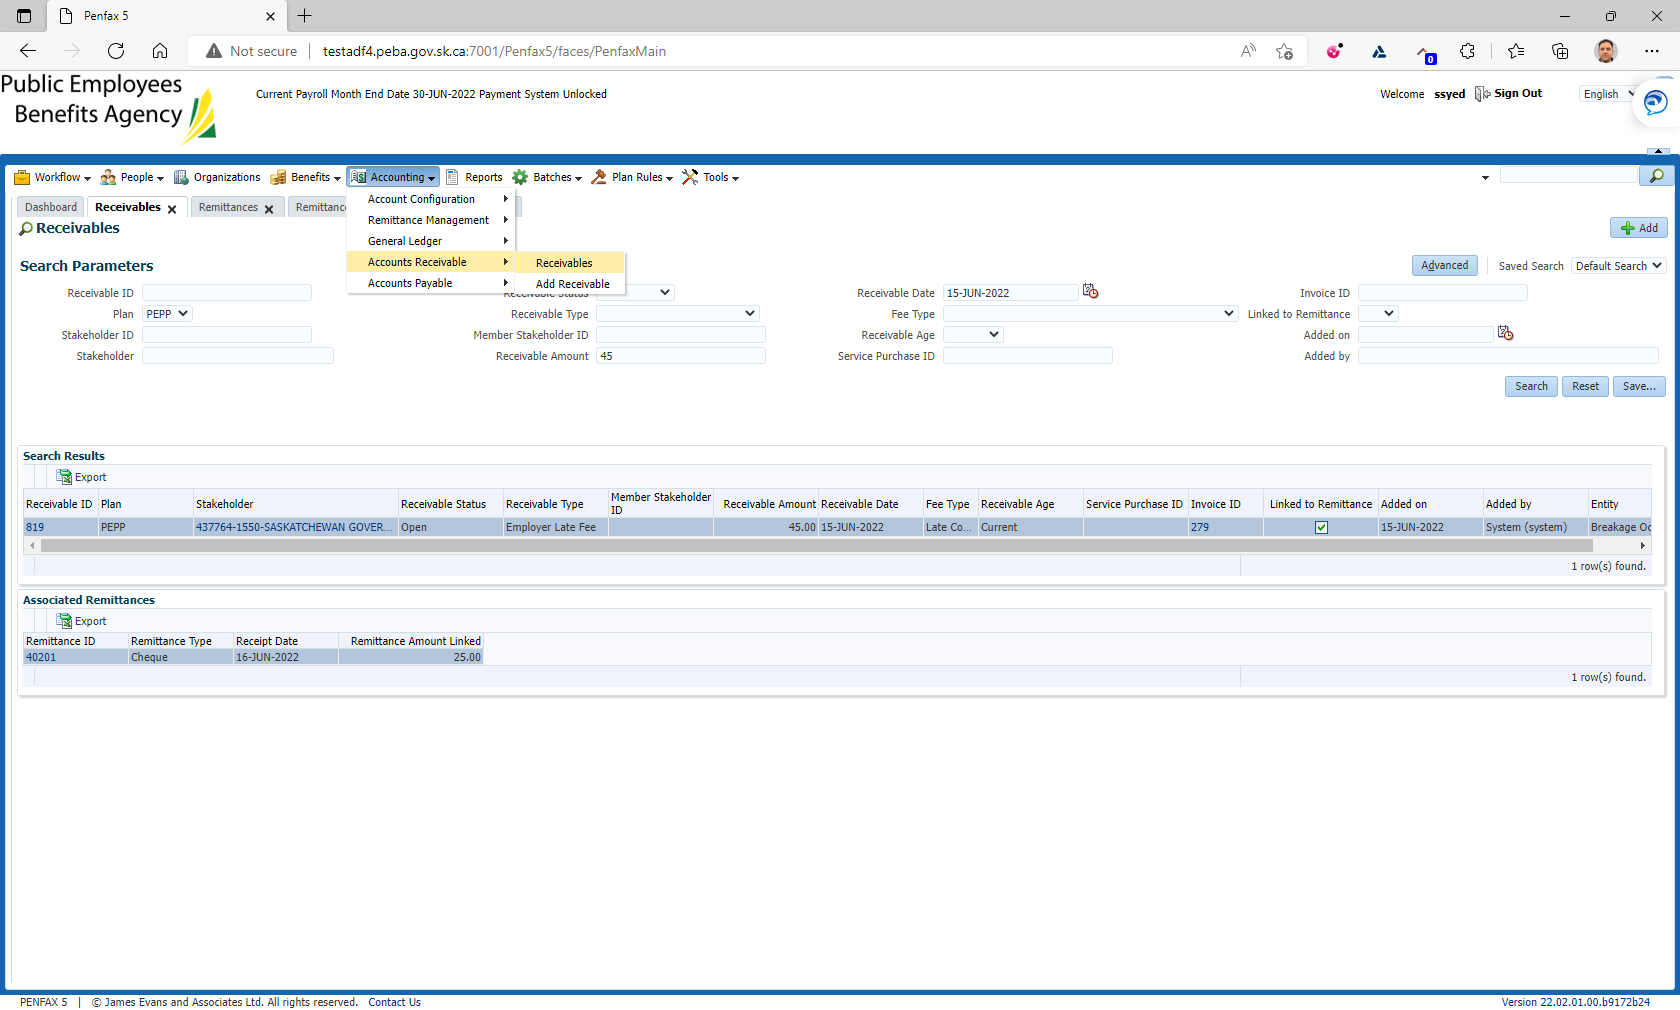 Penfax 5
Not secure testadf4.peba.gov.sk.ca:7001/Penfax5/faces/PenfaxMain
0
Public Employees
Benefits Agency
Current Payroll Month End Date 30-JUN-2022 Payment System Unlocked
Welcome ssyed Sign Out English
Workflow People Organizations Benefits Accounting Reports Batches Plan Rules Tools
Dashboard Receivables Remittances Remittanc
Account Configuration
Remittance Management
General Ledger
Accounts Receivable
Accounts Payable
Receivables
Add Receivable
Receivables
Add
Search Parameters
Advanced Saved Search Default Search
Receivable ID Receivable Status Receivable Date 15-JUN-2022 Invoice ID
Plan PEPP Receivable Type Fee Type Linked to Remittance
Stakeholder ID Member Stakeholder ID Receivable Age Added on
Stakeholder Receivable Amount 45 Service Purchase ID Added by
Search Reset Save...
Search Results
Export
Receivable ID Plan Stakeholder Receivable Status Receivable Type Member Stakeholder ID Receivable Amount Receivable Date Fee Type Receivable Age Service Purchase ID Invoice ID Linked to Remittance Added on Added by Entity
819 PEPP 437764-1550-SASKATCHEWAN GOVER... Open Employer Late Fee 45.00 15-JUN-2022 Late Co... Current 279 15-JUN-2022 System (system) Breakage Oc
1 row(s) found.
Associated Remittances
Export
Remittance ID Remittance Type Receipt Date Remittance Amount Linked
40201 Cheque 16-JUN-2022 25.00
1 row(s) found.
PENFAX 5 | © James Evans and Associates Ltd. All rights reserved. Contact Us
Version 22.02.01.00.b9172b24